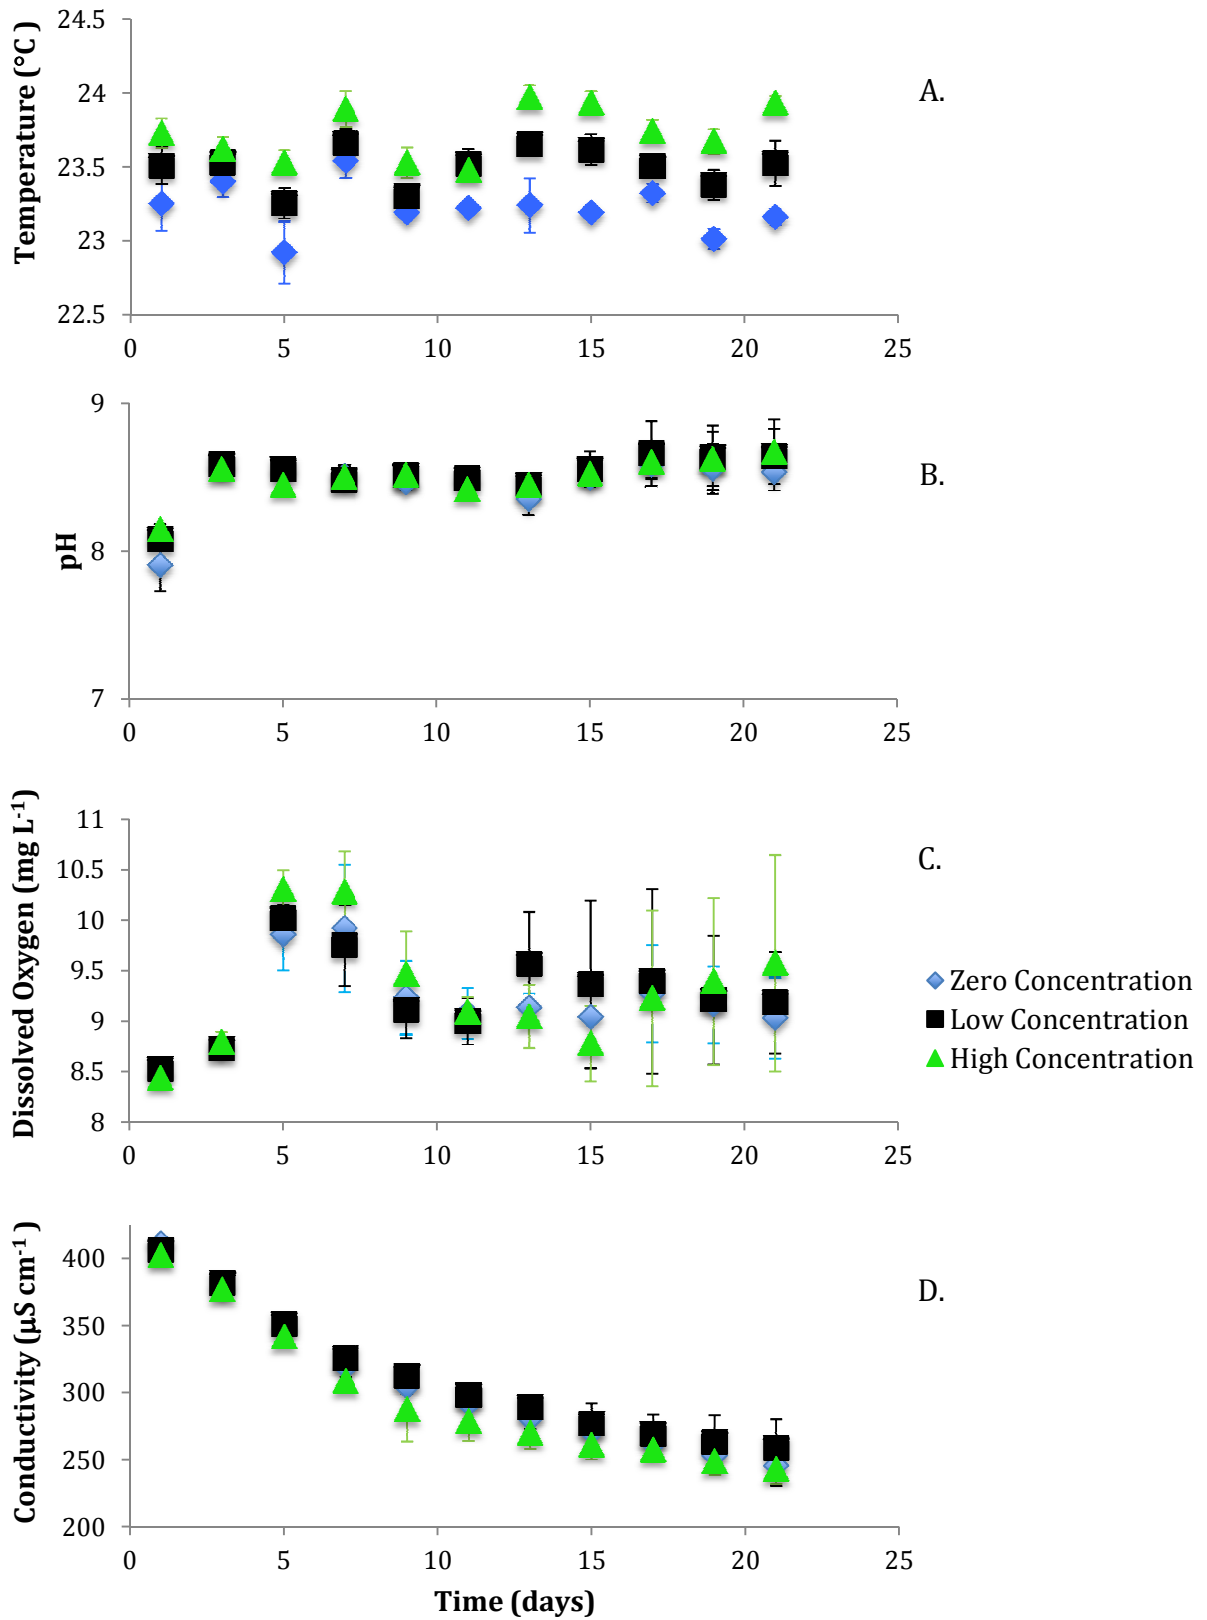 24.5
24
23.5
23
22.5
Temperature (°C)
0 5 10 15 20 25
A.
9
8
7
pH
0 5 10 15 20 25
B.
11
10.5
10
9.5
9
8.5
8
Dissolved Oxygen (mg L-1)
0 5 10 15 20 25
C.
Zero Concentration
Low Concentration
High Concentration
400
350
300
250
200
Conductivity (µS cm-1 )
0 5 10 15 20 25
D.
Time (days)